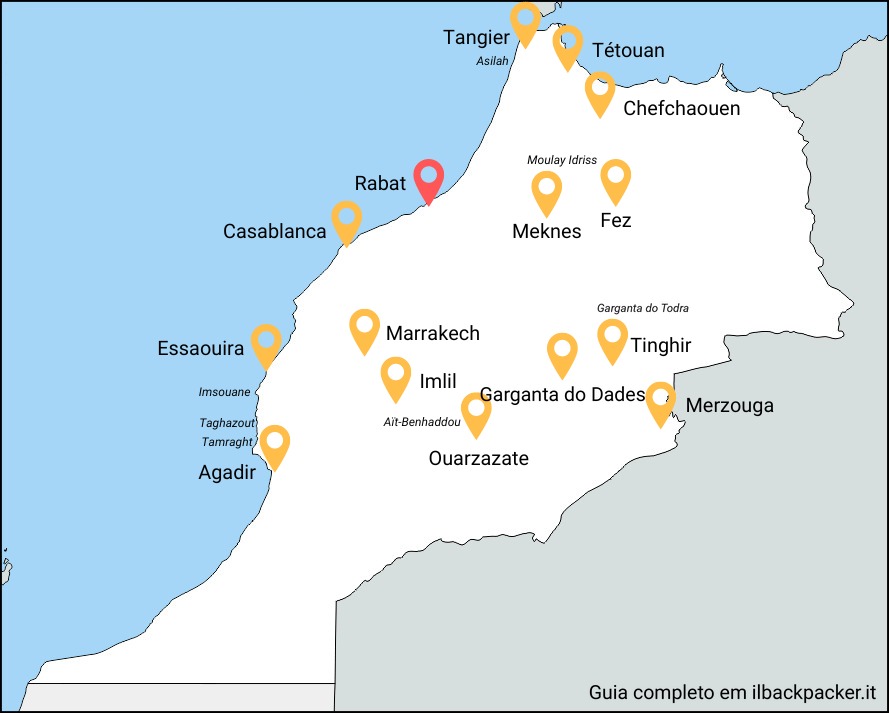 Tangier
Asilah
Tétouan
Chefchaouen
Moulay Idriss
Rabat
Fez
Meknes
Casablanca
Garganta do Todra
Marrakech
Tinghir
Essaouira
Imlil
Imsouane
Garganta do Dades
Merzouga
Taghazout
Aït-Benhaddou
Tamraght
Ouarzazate
Agadir
Guia completo em ilbackpacker.it